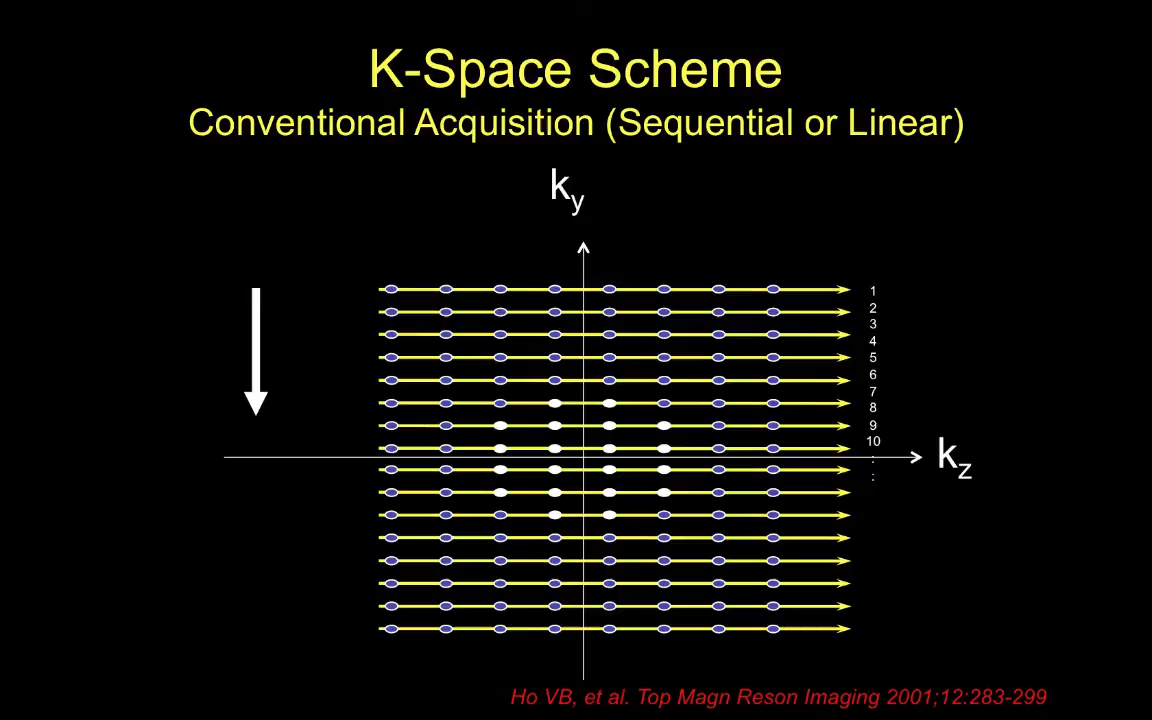 K-Space Scheme
Conventional Acquisition (Sequential or Linear)
ky
1
2
3
4
5
6
7
8
9
10
:
:
kz
Ho VB, et al. Top Magn Reson Imaging 2001;12:283-299